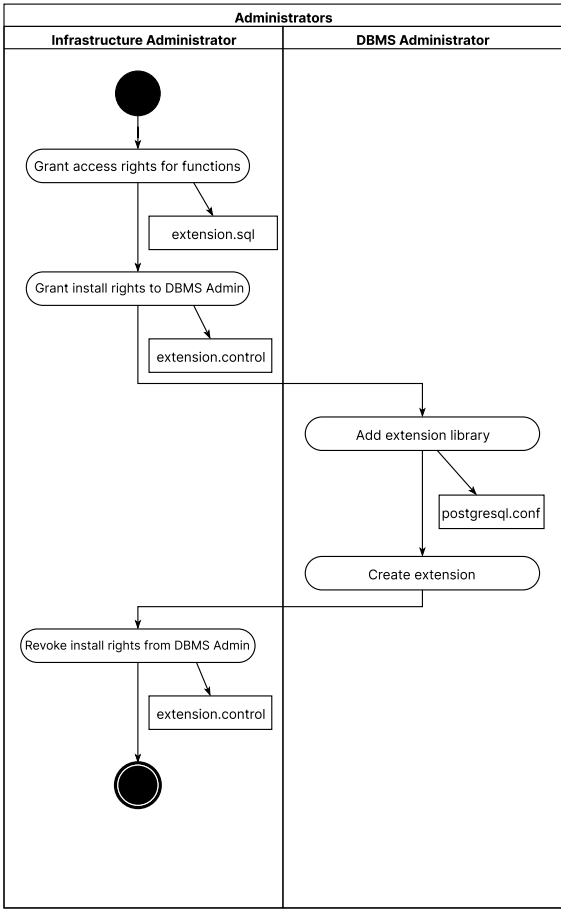 Administrators
Infrastructure Administrator
DBMS Administrator
Grant access rights for functions
extension.sql
Grant install rights to DBMS Admin
extension.control
Add extension library
postgresql.conf
Create extension
Revoke install rights from DBMS Admin
extension.control